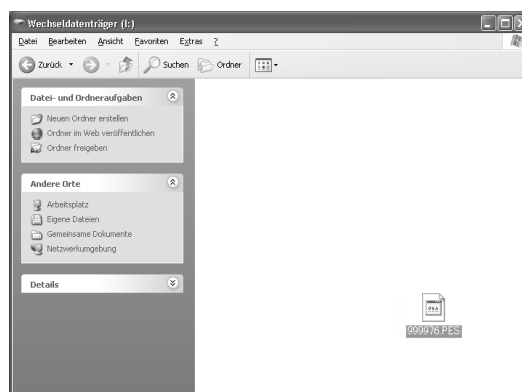 Wechseldatenträger (I:)
Datei Bearbeiten Ansicht Favoriten Extras ?
Zurück Suchen Ordner
Datei- und Ordneraufgaben
Neuen Ordner erstellen
Ordner im Web veröffentlichen
Ordner freigeben
Andere Orte
Arbeitsplatz
Eigene Dateien
Gemeinsame Dokumente
Netzwerkumgebung
Details
999976.PES